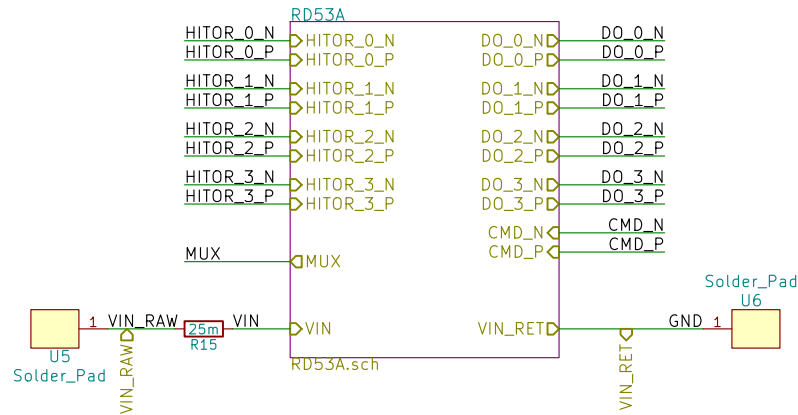 RD53A
HITOR_0_N HITOR_0_N DO_0_N DO_0_N
HITOR_0_P HITOR_0_P DO_0_P DO_0_P
HITOR_1_N HITOR_1_N DO_1_N DO_1_N
HITOR_1_P HITOR_1_P DO_1_P DO_1_P
HITOR_2_N HITOR_2_N DO_2_N DO_2_N
HITOR_2_P HITOR_2_P DO_2_P DO_2_P
HITOR_3_N HITOR_3_N DO_3_N DO_3_N
HITOR_3_P HITOR_3_P DO_3_P DO_3_P
CMD_N CMD_N
CMD_P CMD_P
MUX MUX
Solder_Pad
U6
1 VIN_RAW 25m VIN VIN VIN_RET GND 1
R15
U5
Solder_Pad
VIN_RAW
RD53A.sch
VIN_RET